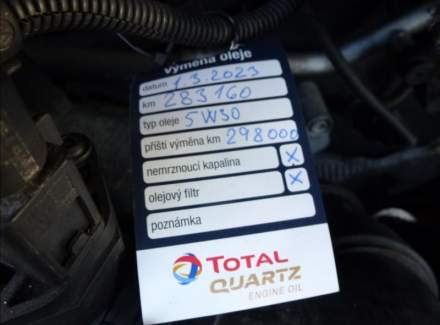 výměna oleje
datum 1.3.2023
km 283160
typ oleje 5W30
příští výměna km 298000
nemrznoucí kapalina X
olejový filtr X
poznámka
TOTAL
QUARTZ
ENGINE OIL